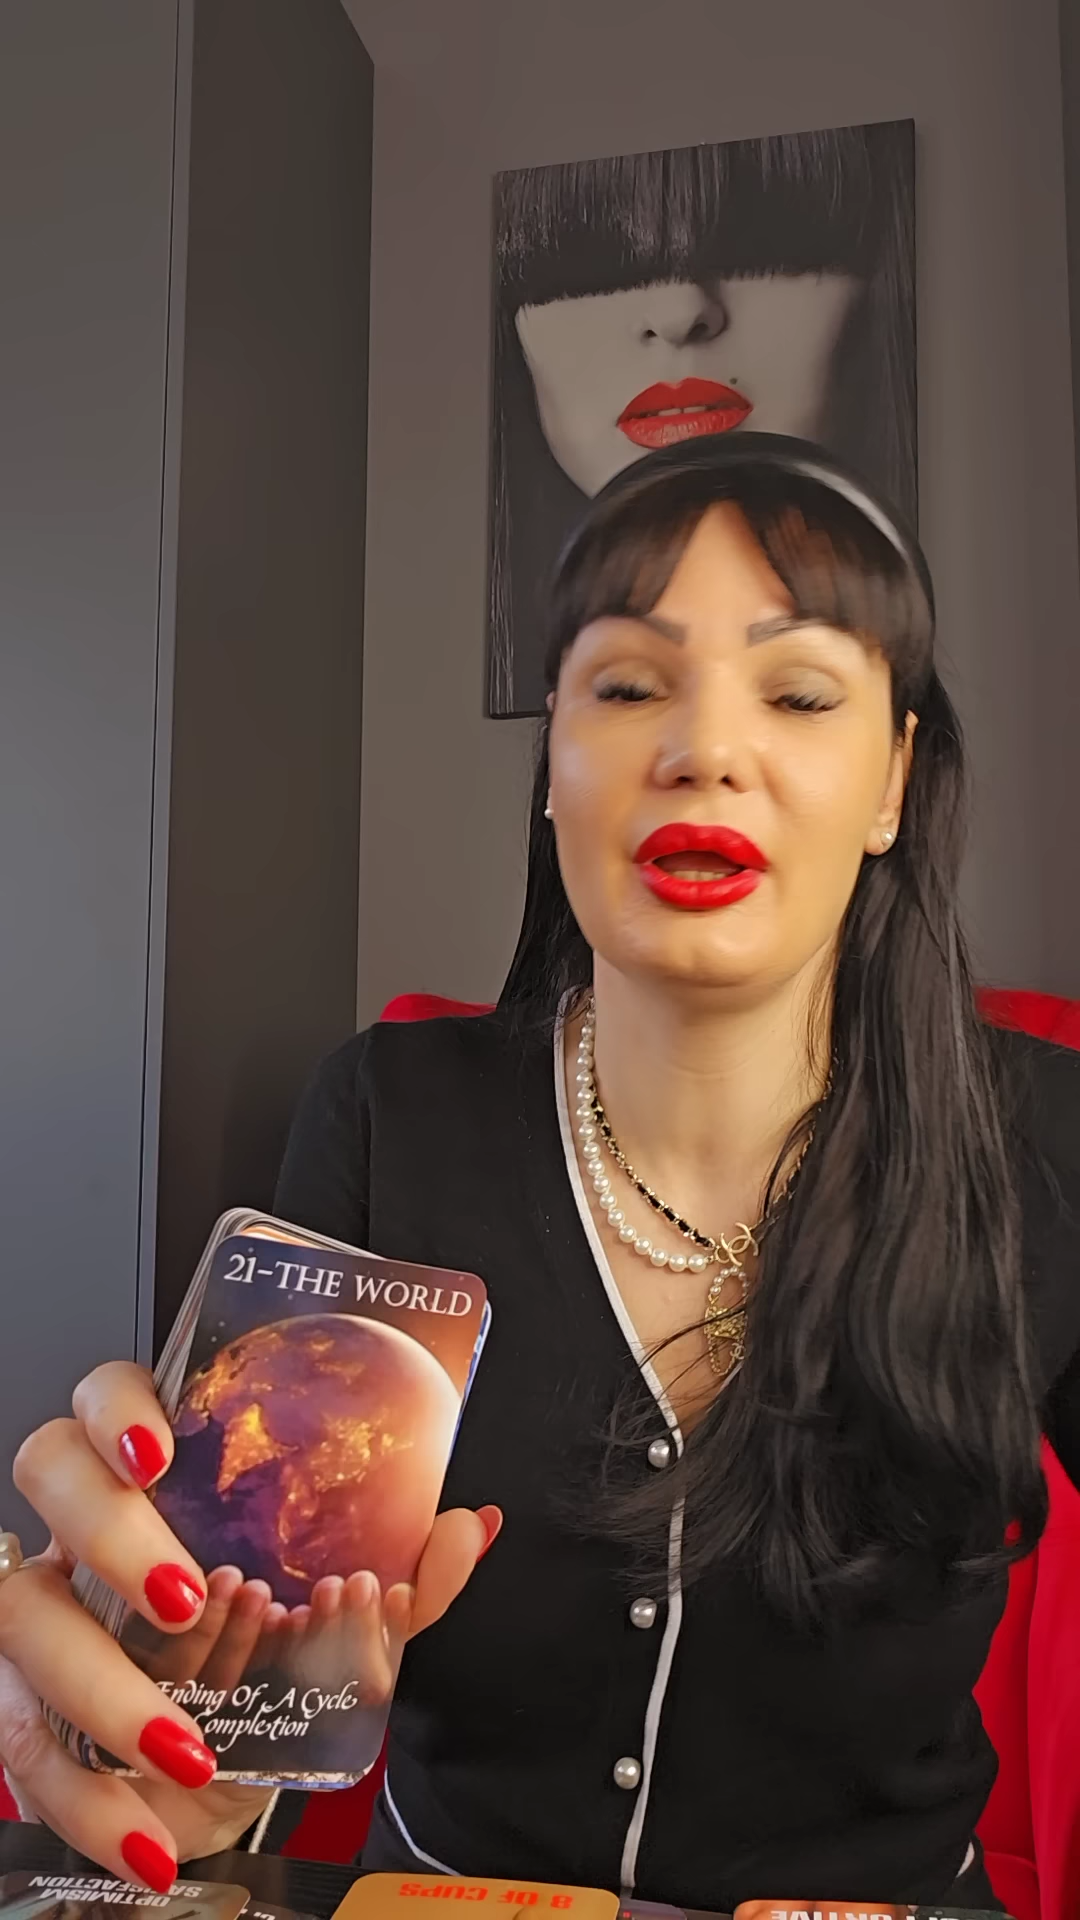 21-THE WORLD
Ending Of A Cycle
Completion
OPTIMISM
SATISFACTION
8 OF CUPS